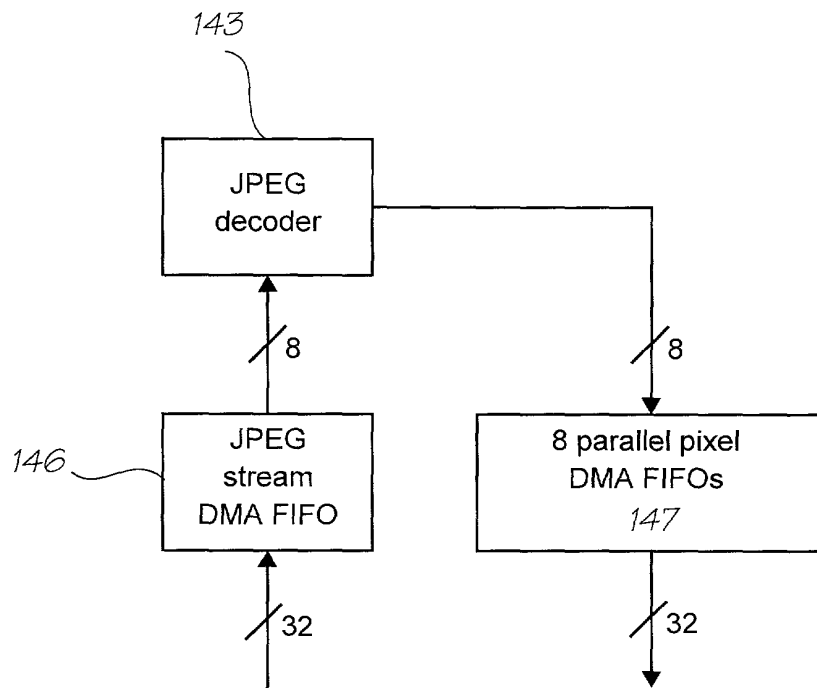 143
JPEG
decoder
8
8
146
JPEG
stream
DMA FIFO
8 parallel pixel
DMA FIFOs
147
32
32